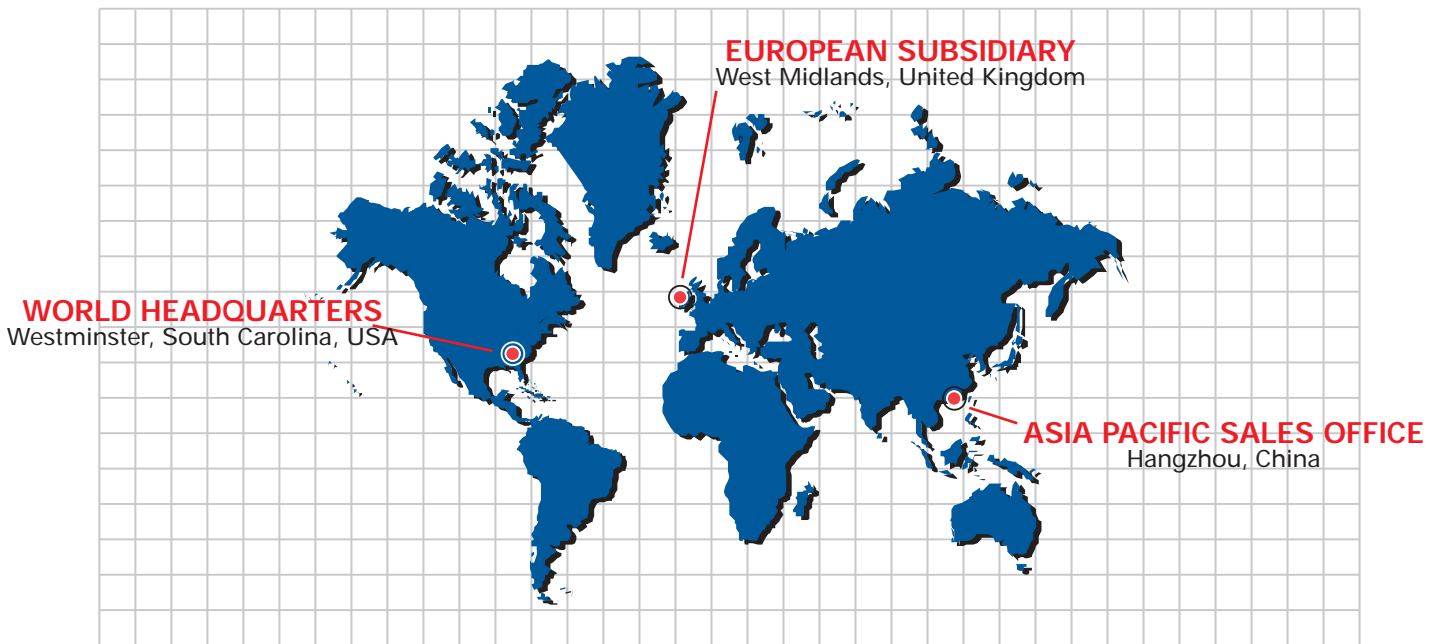 EUROPEAN SUBSIDIARY
West Midlands, United Kingdom
WORLD HEADQUARTERS
Westminster, South Carolina, USA
ASIA PACIFIC SALES OFFICE
Hangzhou, China